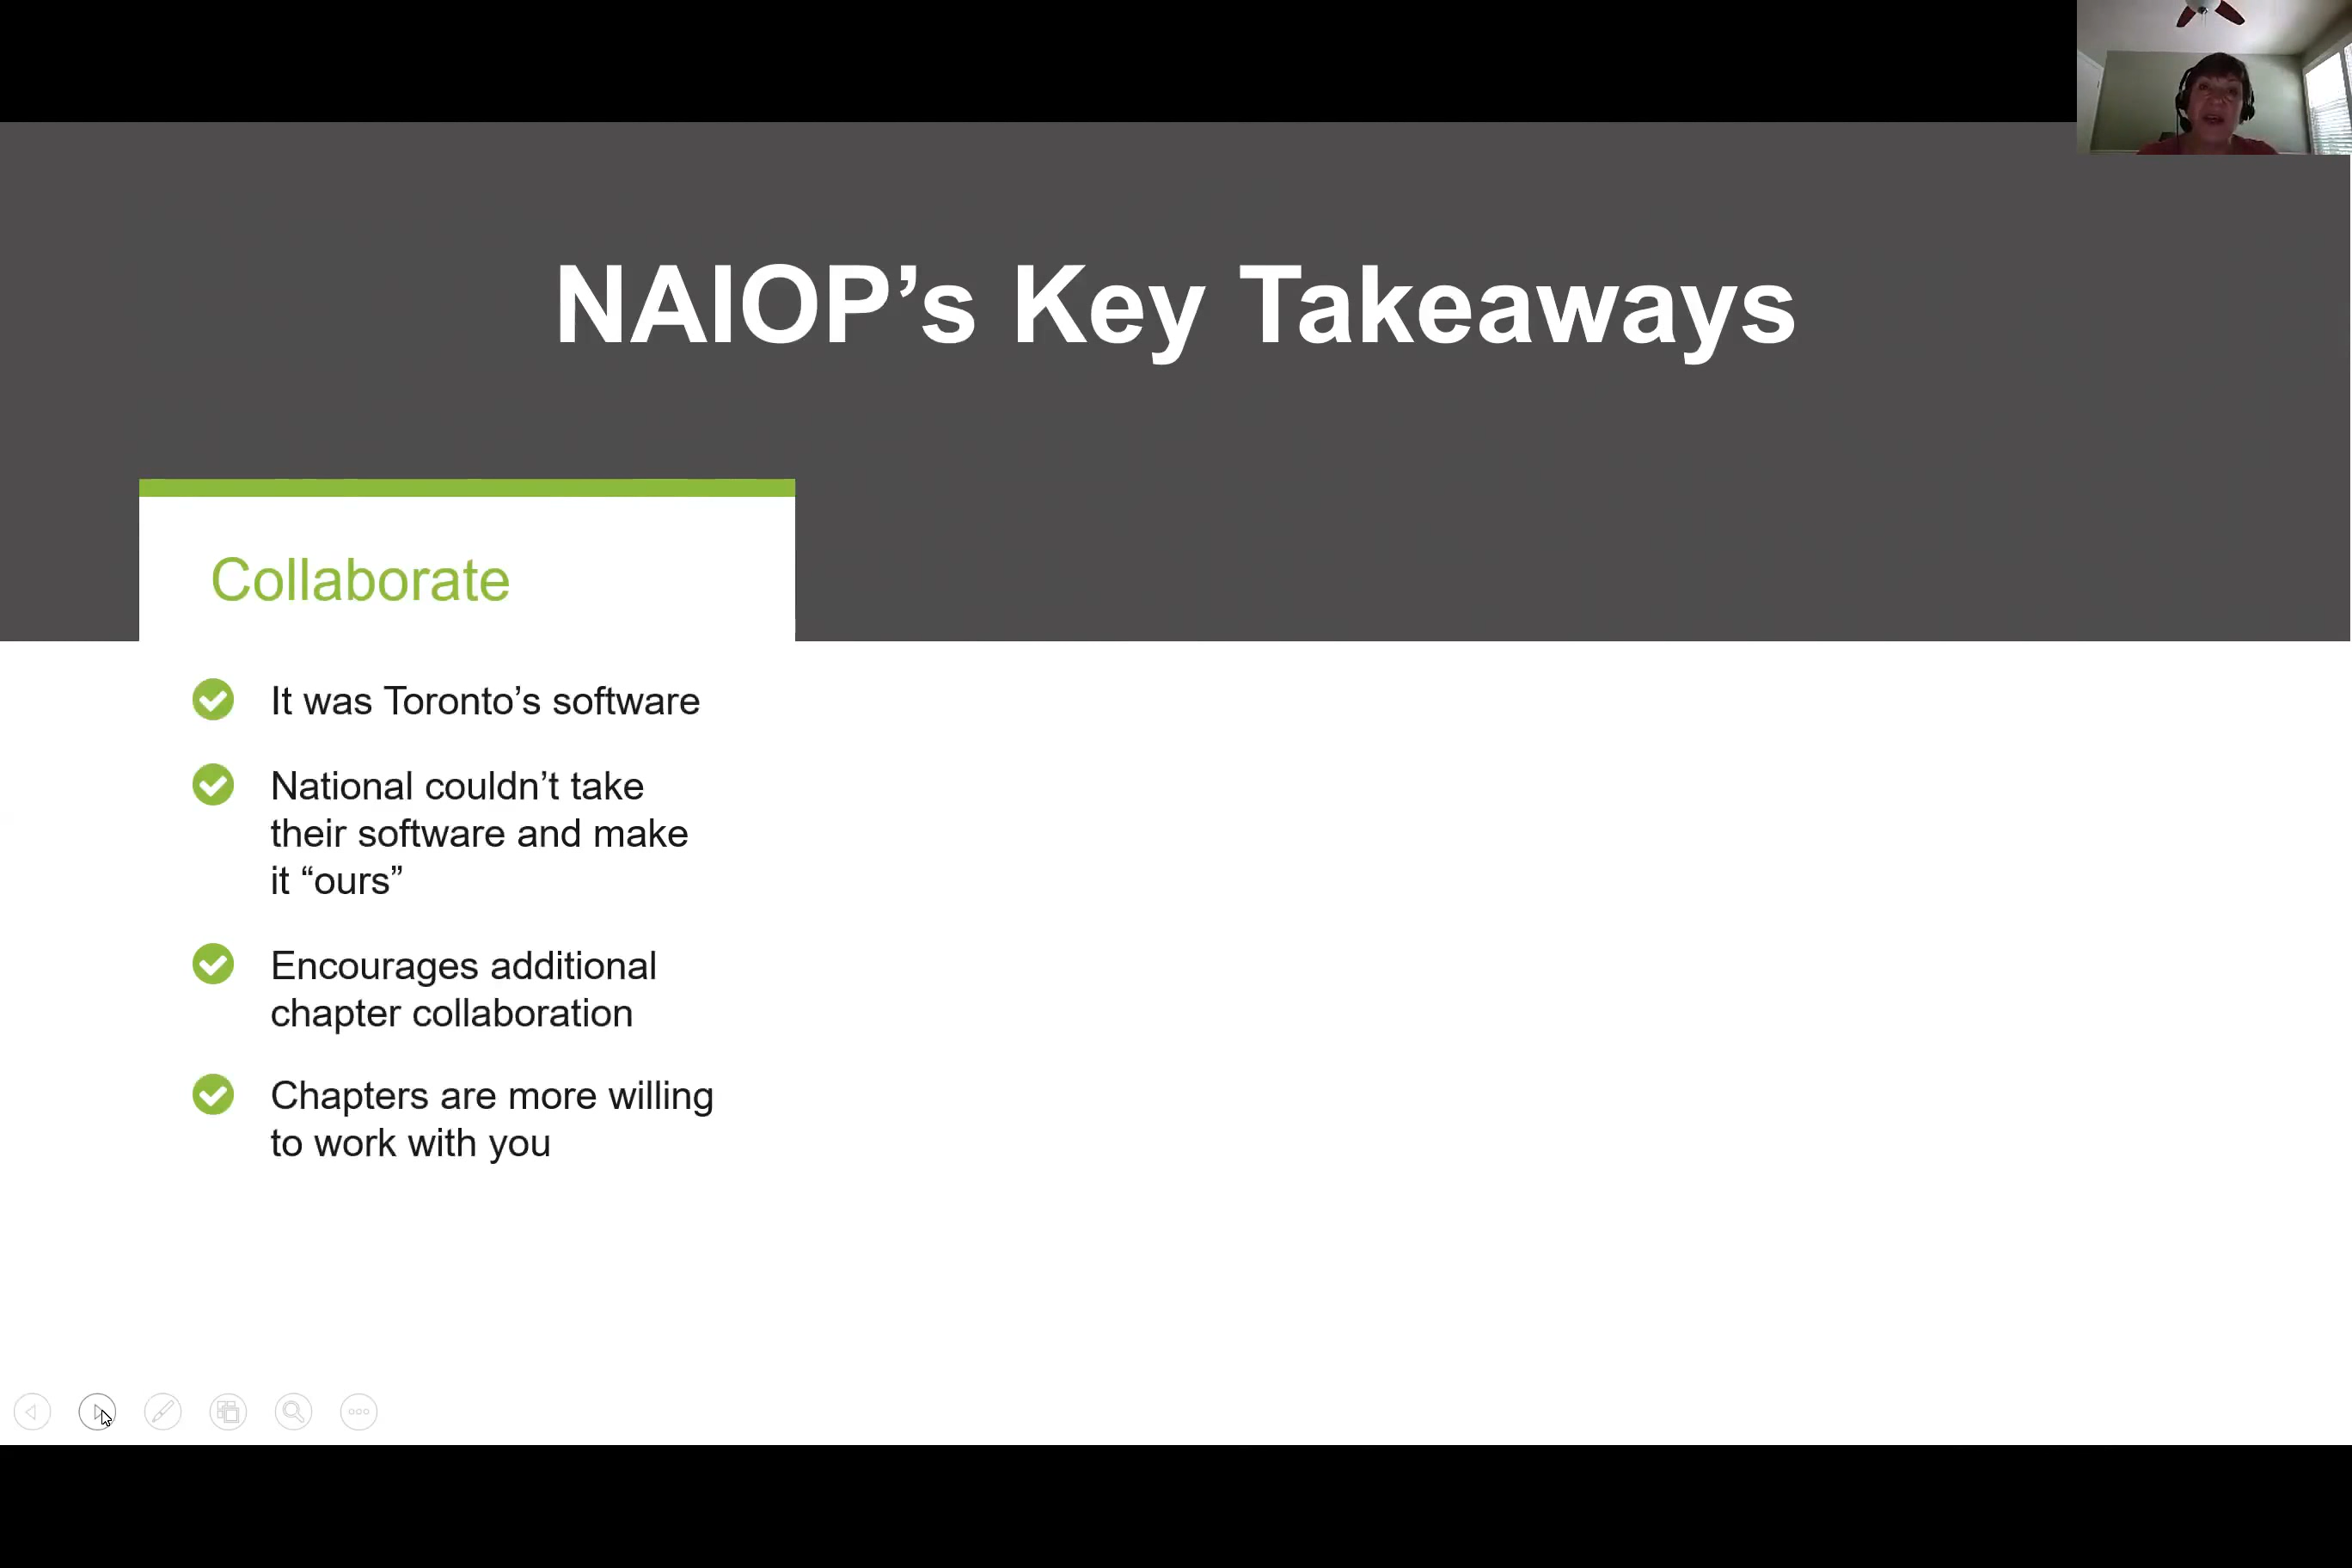 NAIOP’s Key Takeaways
Collaborate
It was Toronto’s software
National couldn’t take
their software and make
it “ours”
Encourages additional
chapter collaboration
Chapters are more willing
to work with you